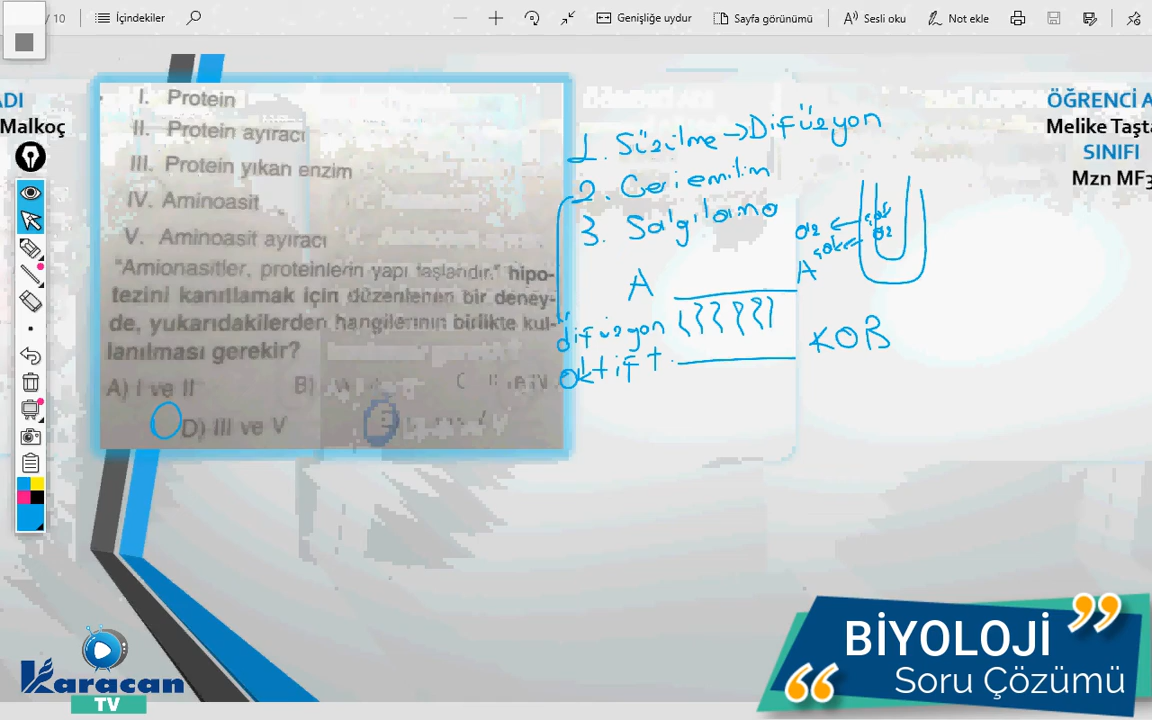 / 10
İçindekiler
Genişliğe uydur
Sayfa görünümü
Sesli oku
Not ekle
ADI
Malkoç
I. Protein
II. Protein ayıracı
III. Protein yıkan enzim
IV. Aminoasit
V. Aminoasit ayıracı
"Amionasitler, proteinlerin yapı taşlarıdır." hipo-
tezini kanıtlamak için düzenlenen bir deney-
de, yukarıdakilerden hangilerinin birlikte kul-
lanılması gerekir?
A) I ve II
B)
D) III ve V
1. Süzülme → Difüzyon
2. Geri emilim
3. Salgılama
A
difüzyon
aktif t.
KOB
A
ÖĞRENCİ A
Melike Taşta
SINIFI
Mzn MF3
Karacan
TV
BİYOLOJİ
Soru Çözümü